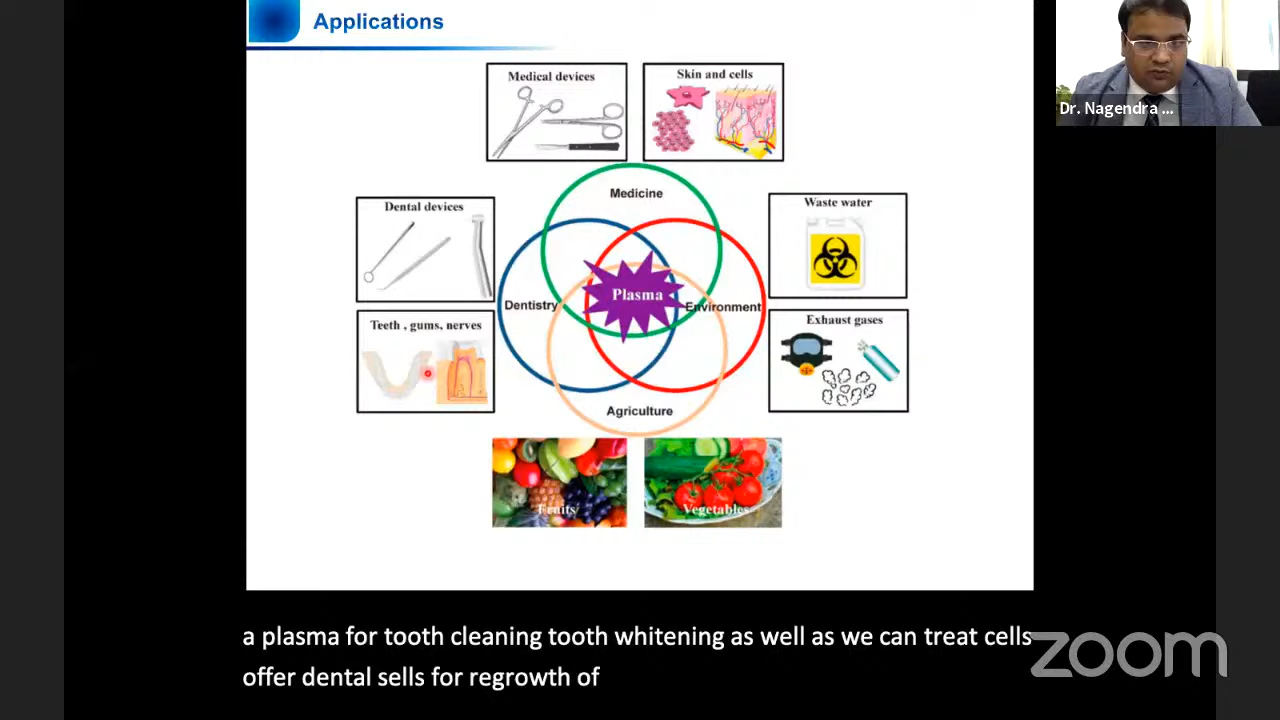 Applications
Dr. Nagendra ...
Medical devices
Skin and cells
Medicine
Dental devices
Waste water
Plasma
Dentistry
Environment
Teeth , gums, nerves
Exhaust gases
Agriculture
Fruits
Vegetables
a plasma for tooth cleaning tooth whitening as well as we can treat cells
offer dental sells for regrowth of
zoom